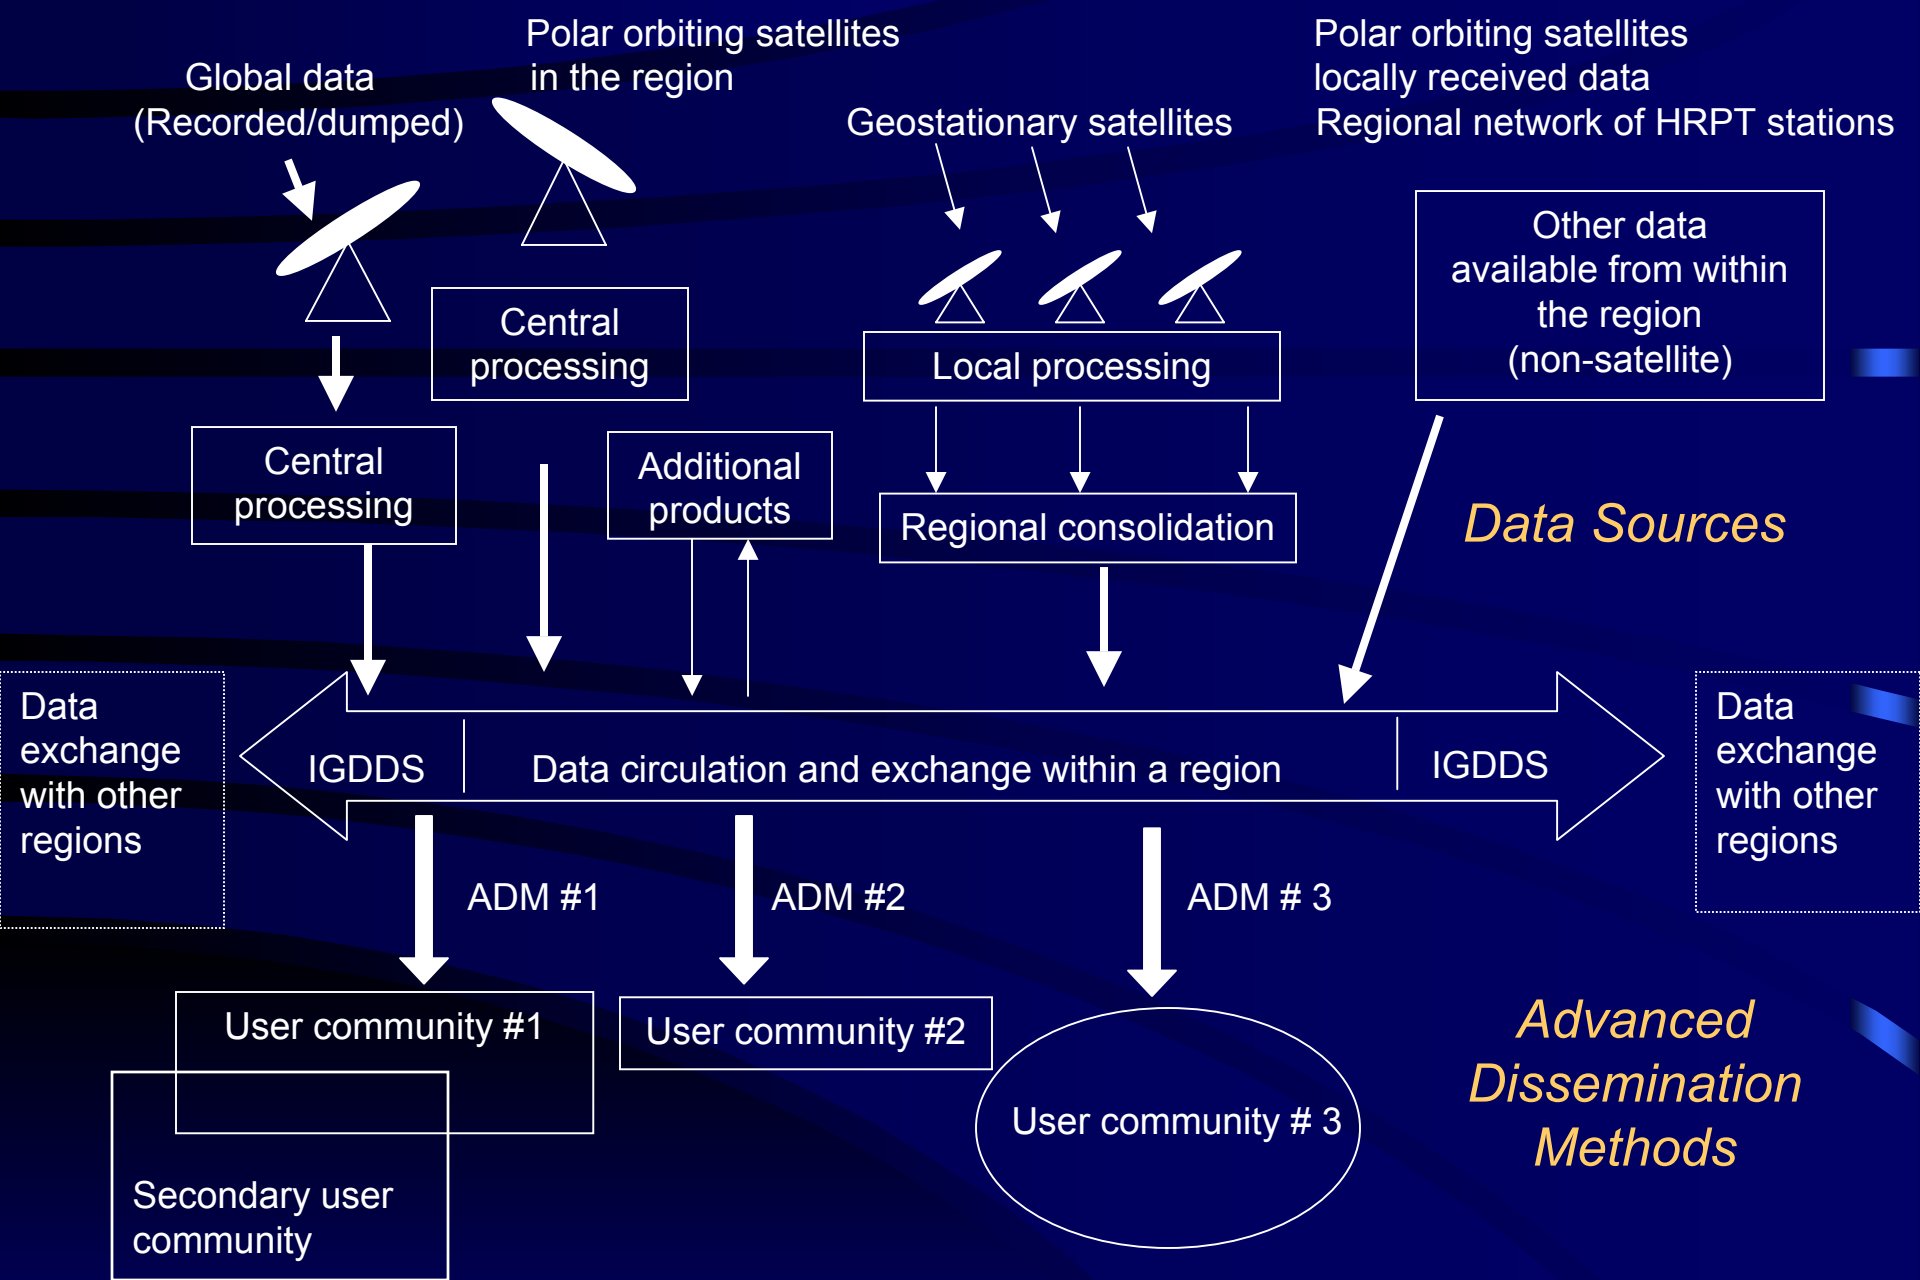 Polar orbiting satellites
in the region
Global data
(Recorded/dumped)
Geostationary satellites
Polar orbiting satellites
locally received data
Regional network of HRPT stations
Other data
available from within
the region
(non-satellite)
Central
processing
Local processing
Central
processing
Additional
products
Regional consolidation
Data Sources
Data
exchange
with other
regions
IGDDS
Data circulation and exchange within a region
IGDDS
Data
exchange
with other
regions
ADM #1
ADM #2
ADM # 3
User community #1
User community #2
User community # 3
Secondary user
community
Advanced
Dissemination
Methods